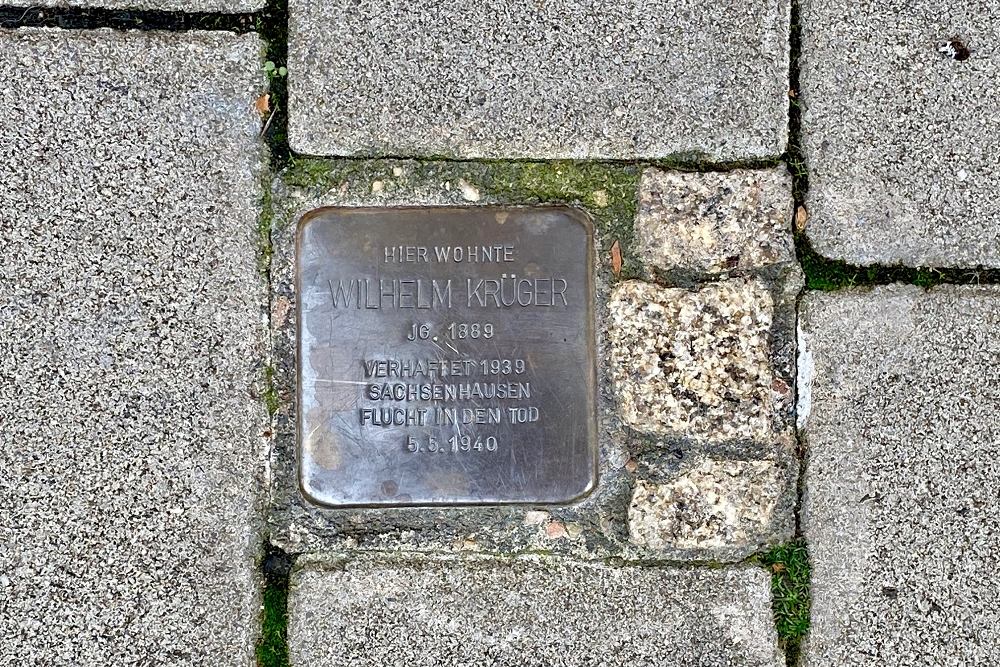 HIER WOHNTE
WILHELM KRÜGER
JG. 1889
VERHAFTET 1939
SACHSENHAUSEN
FLUCHT IN DEN TOD
5.5.1940